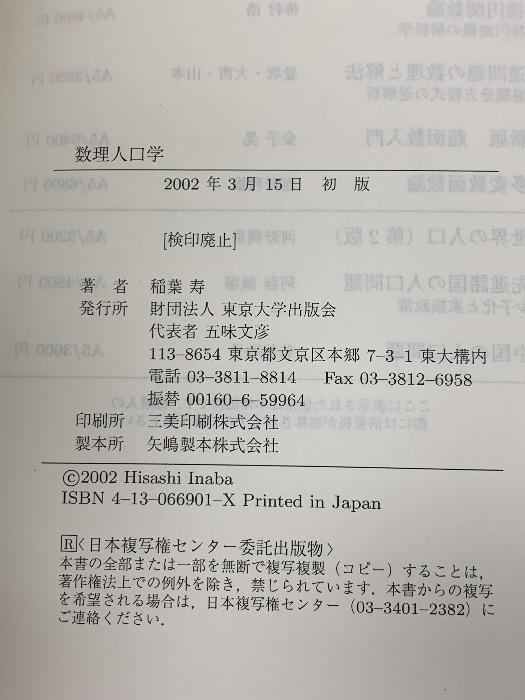 数理人口学
2002 年 3 月 15 日　初　版
[検印廃止]
著　者　稲葉 寿
発行所　財団法人 東京大学出版会
代表者 五味文彦
113–8654 東京都文京区本郷 7–3–1 東大構内
電話 03–3811–8814　Fax 03–3812–6958
振替 00160–6–59964
印刷所　三美印刷株式会社
製本所　矢嶋製本株式会社
©2002 Hisashi Inaba
ISBN 4–13–066901–X Printed in Japan
R〈日本複写権センター委託出版物〉
本書の全部または一部を無断で複写複製（コピー）することは，
著作権法上での例外を除き，禁じられています．本書からの複写
を希望される場合は，日本複写権センター（03–3401–2382）に
ご連絡ください．